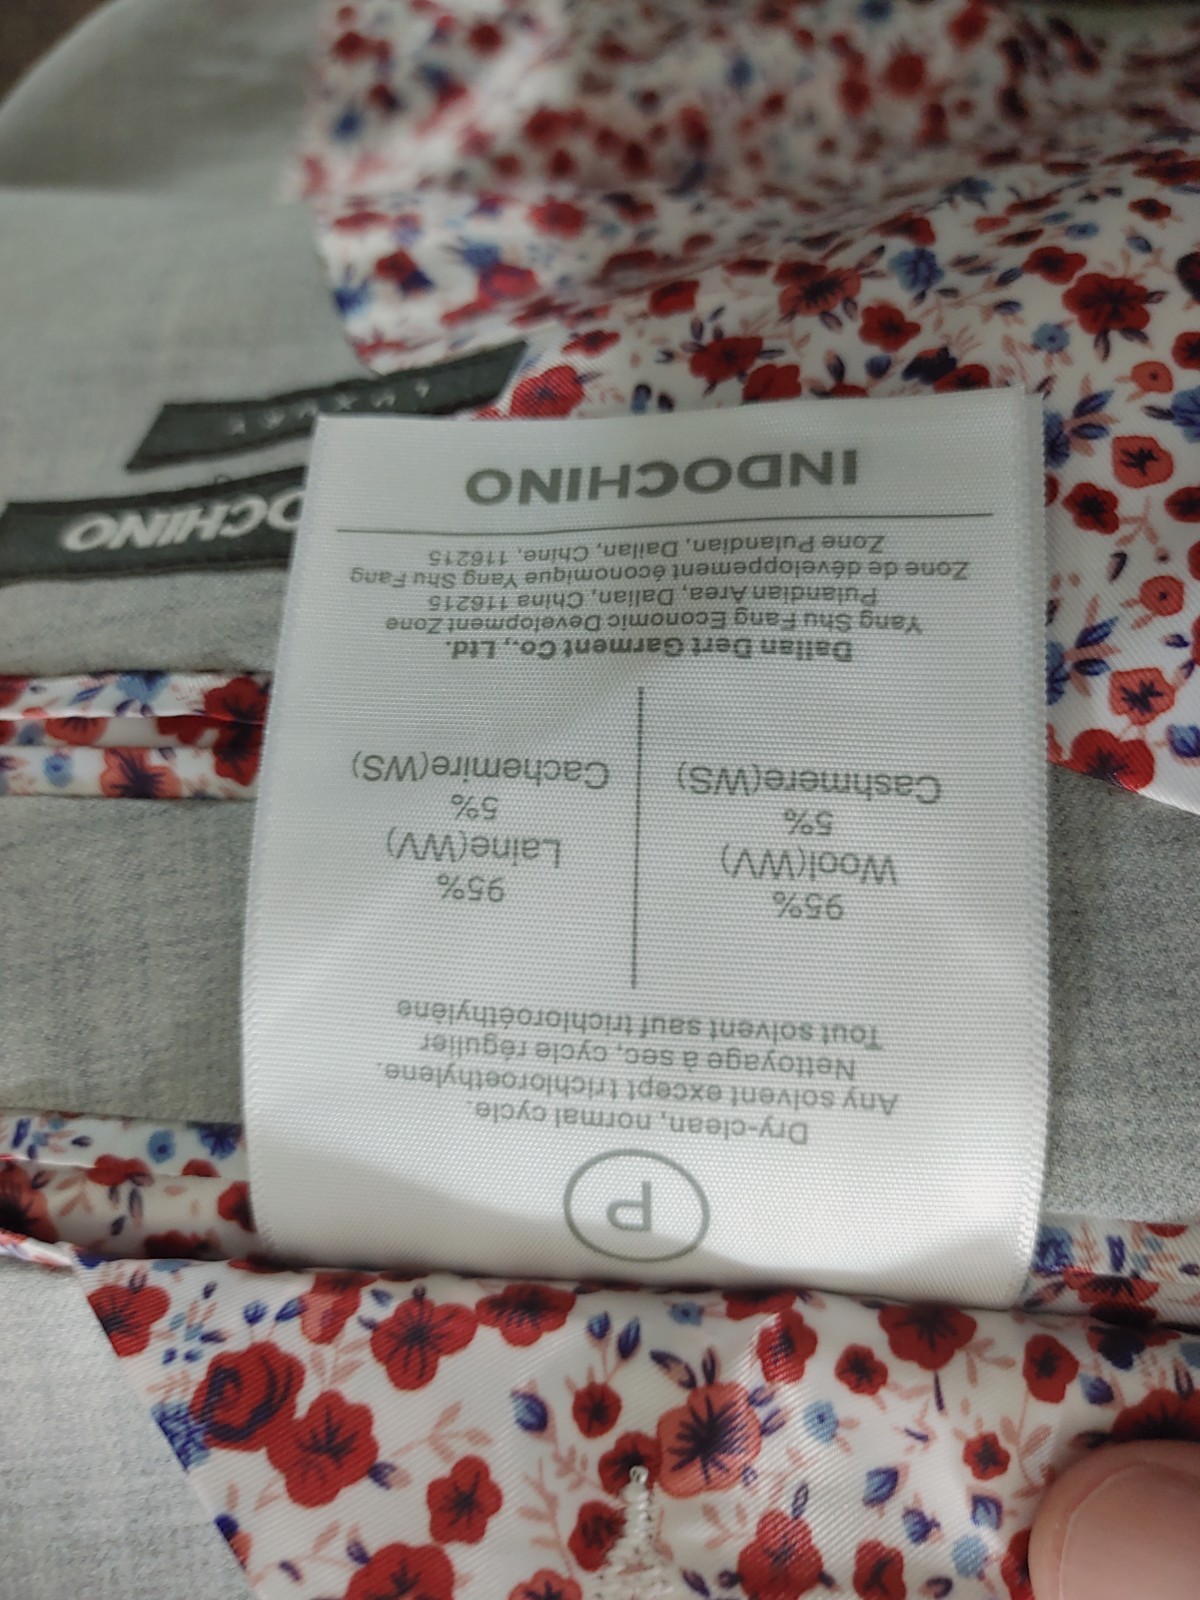 INDOCHINO
Zone Pulandian, Dalian, Chine, 116215
Zone de développement économique Yang Shu Fang
Pulandian Area, Dalian, China 116215
Yang Shu Fang Economic Development Zone
Dalian Dert Garment Co., Ltd.
Cachemire(WS)
5%
Laine(WV)
95%
Cashmere(WS)
5%
Wool(WV)
95%
Tout solvent sauf trichloroéthylène
Nettoyage à sec, cycle régulier
Any solvent except trichloroethylene.
Dry-clean, normal, cycle.
P
OCHINO
LUXURY